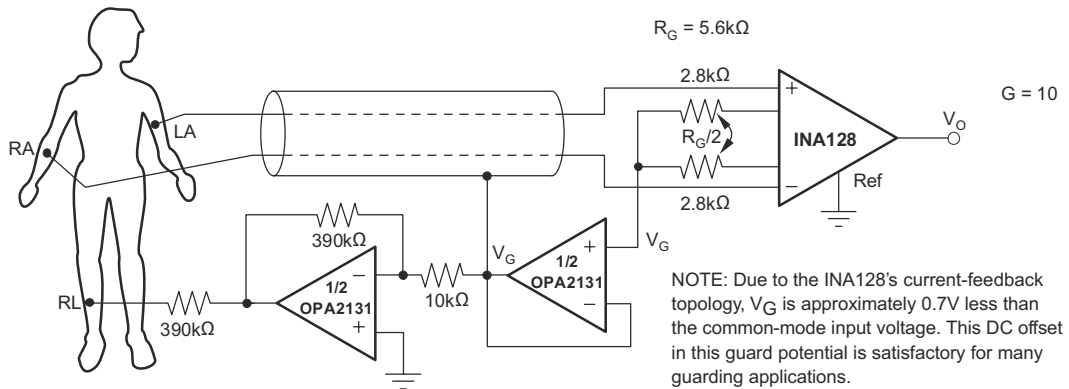 R_G = 5.6kΩ
2.8kΩ
G = 10
LA
RA
+
R_G/2
INA128
V_O
−
Ref
2.8kΩ
390kΩ
V_G
+
V_G
−
1/2
OPA2131
10kΩ
1/2
OPA2131
−
+
RL
390kΩ
NOTE: Due to the INA128's current-feedback
topology, V_G is approximately 0.7V less than
the common-mode input voltage. This DC offset
in this guard potential is satisfactory for many
guarding applications.